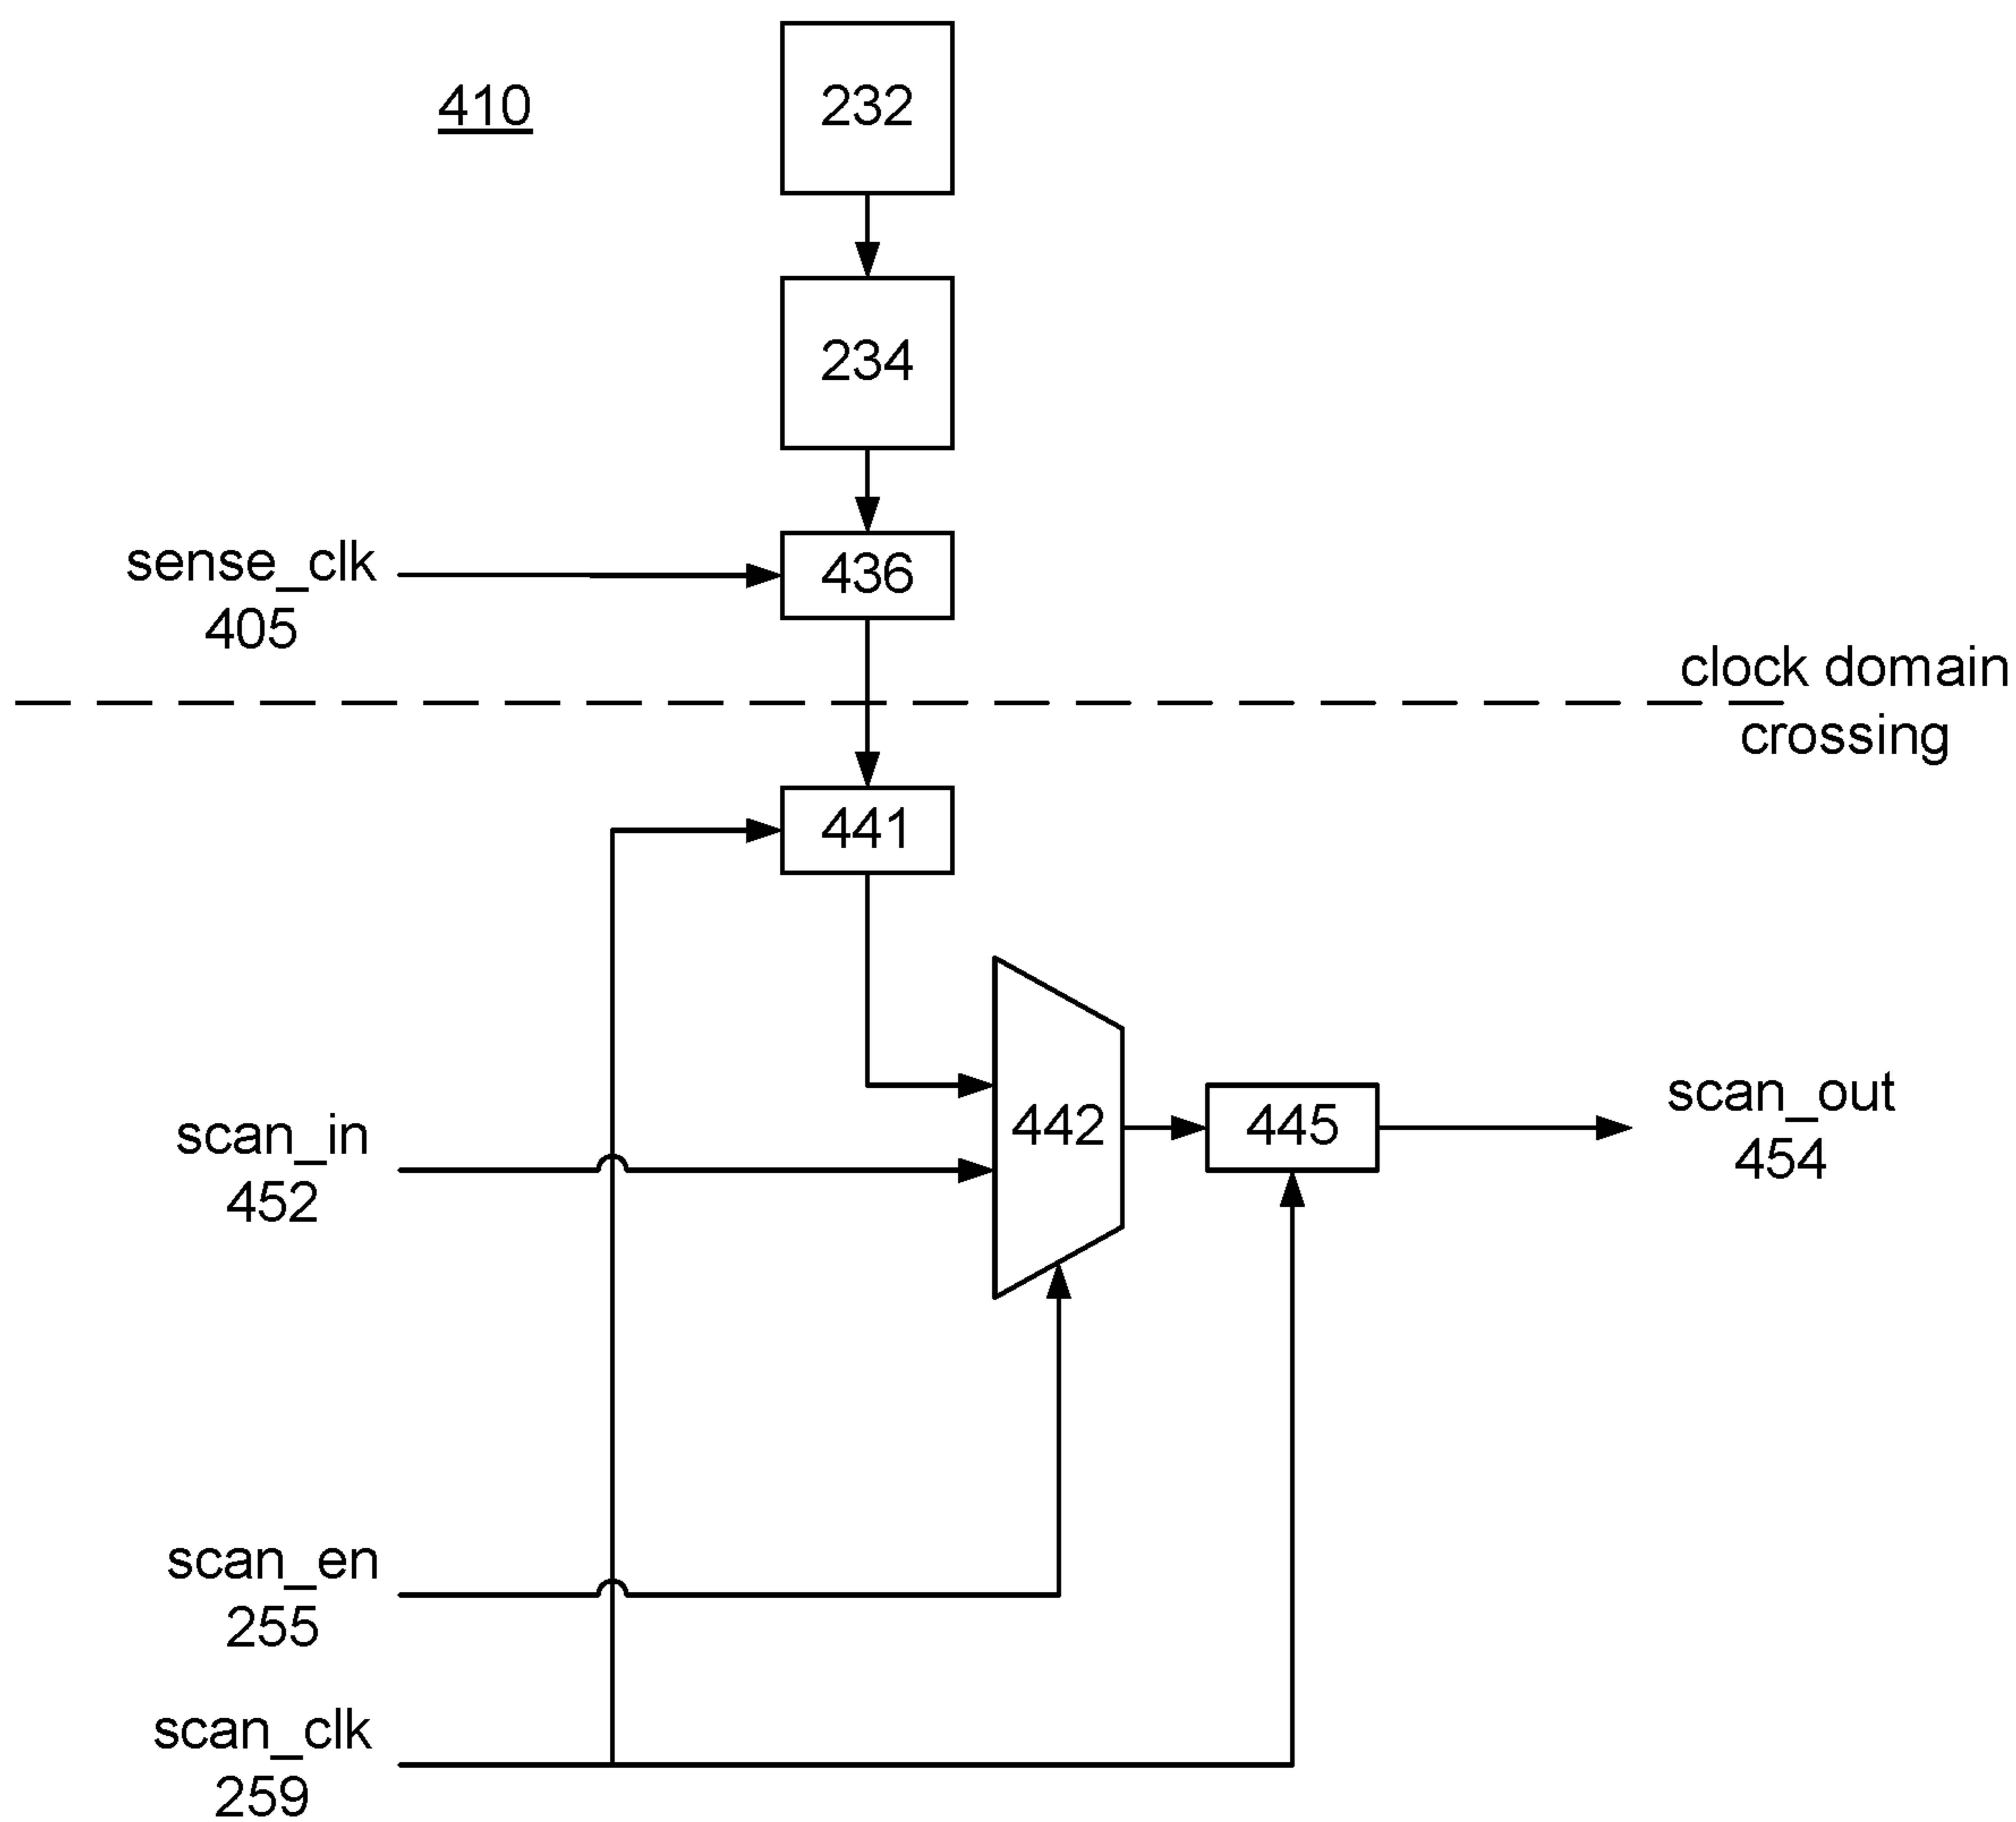 410
232
234
sense_clk
405
436
clock domain
crossing
441
scan_in
452
442
445
scan_out
454
scan_en
255
scan_clk
259